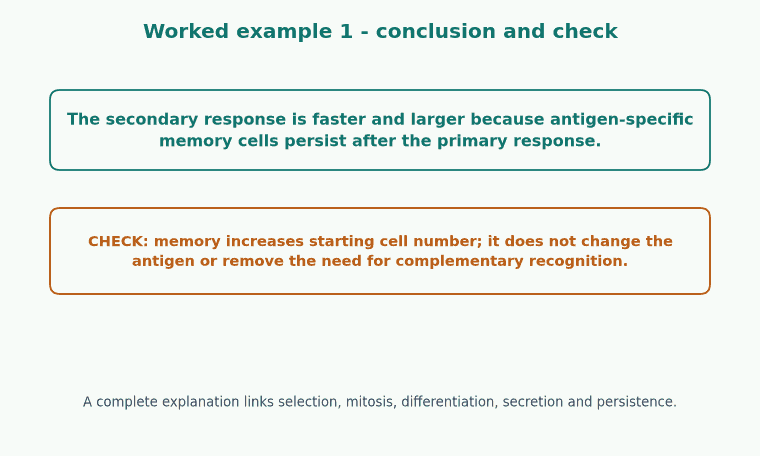 Worked example 1 - conclusion and check
The secondary response is faster and larger because antigen-specific
memory cells persist after the primary response.
CHECK: memory increases starting cell number; it does not change the
antigen or remove the need for complementary recognition.
A complete explanation links selection, mitosis, differentiation, secretion and persistence.